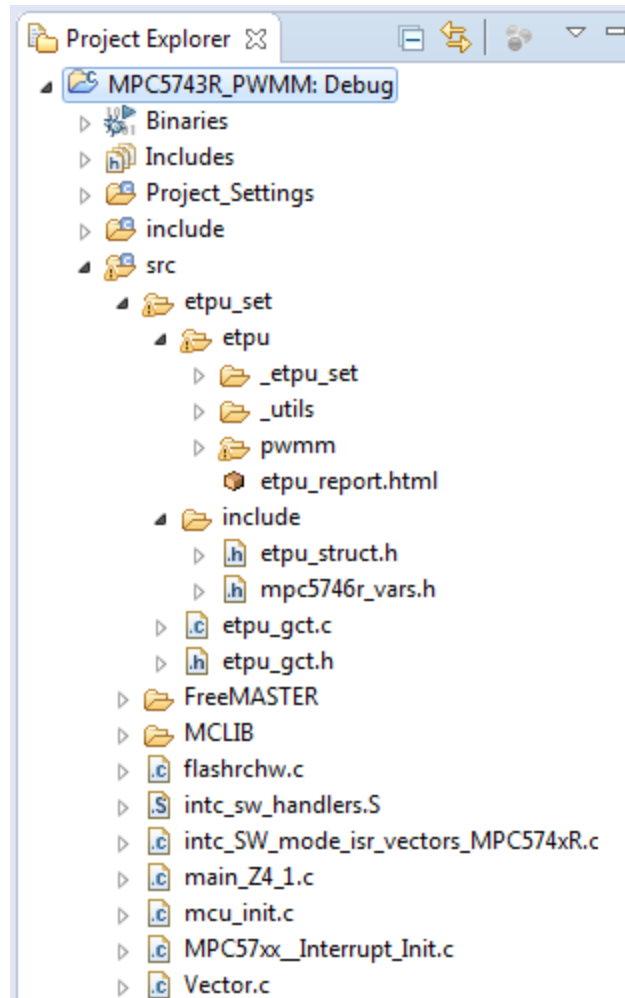 Project Explorer
MPC5743R_PWMM: Debug
Binaries
Includes
Project_Settings
include
src
etpu_set
etpu
_etpu_set
_utils
pwmm
etpu_report.html
include
.h etpu_struct.h
.h mpc5746r_vars.h
.c etpu_gct.c
.h etpu_gct.h
FreeMASTER
MCLIB
.c flashrchw.c
.S intc_sw_handlers.S
.c intc_SW_mode_isr_vectors_MPC574xR.c
.c main_Z4_1.c
.c mcu_init.c
.c MPC57xx__Interrupt_Init.c
.c Vector.c